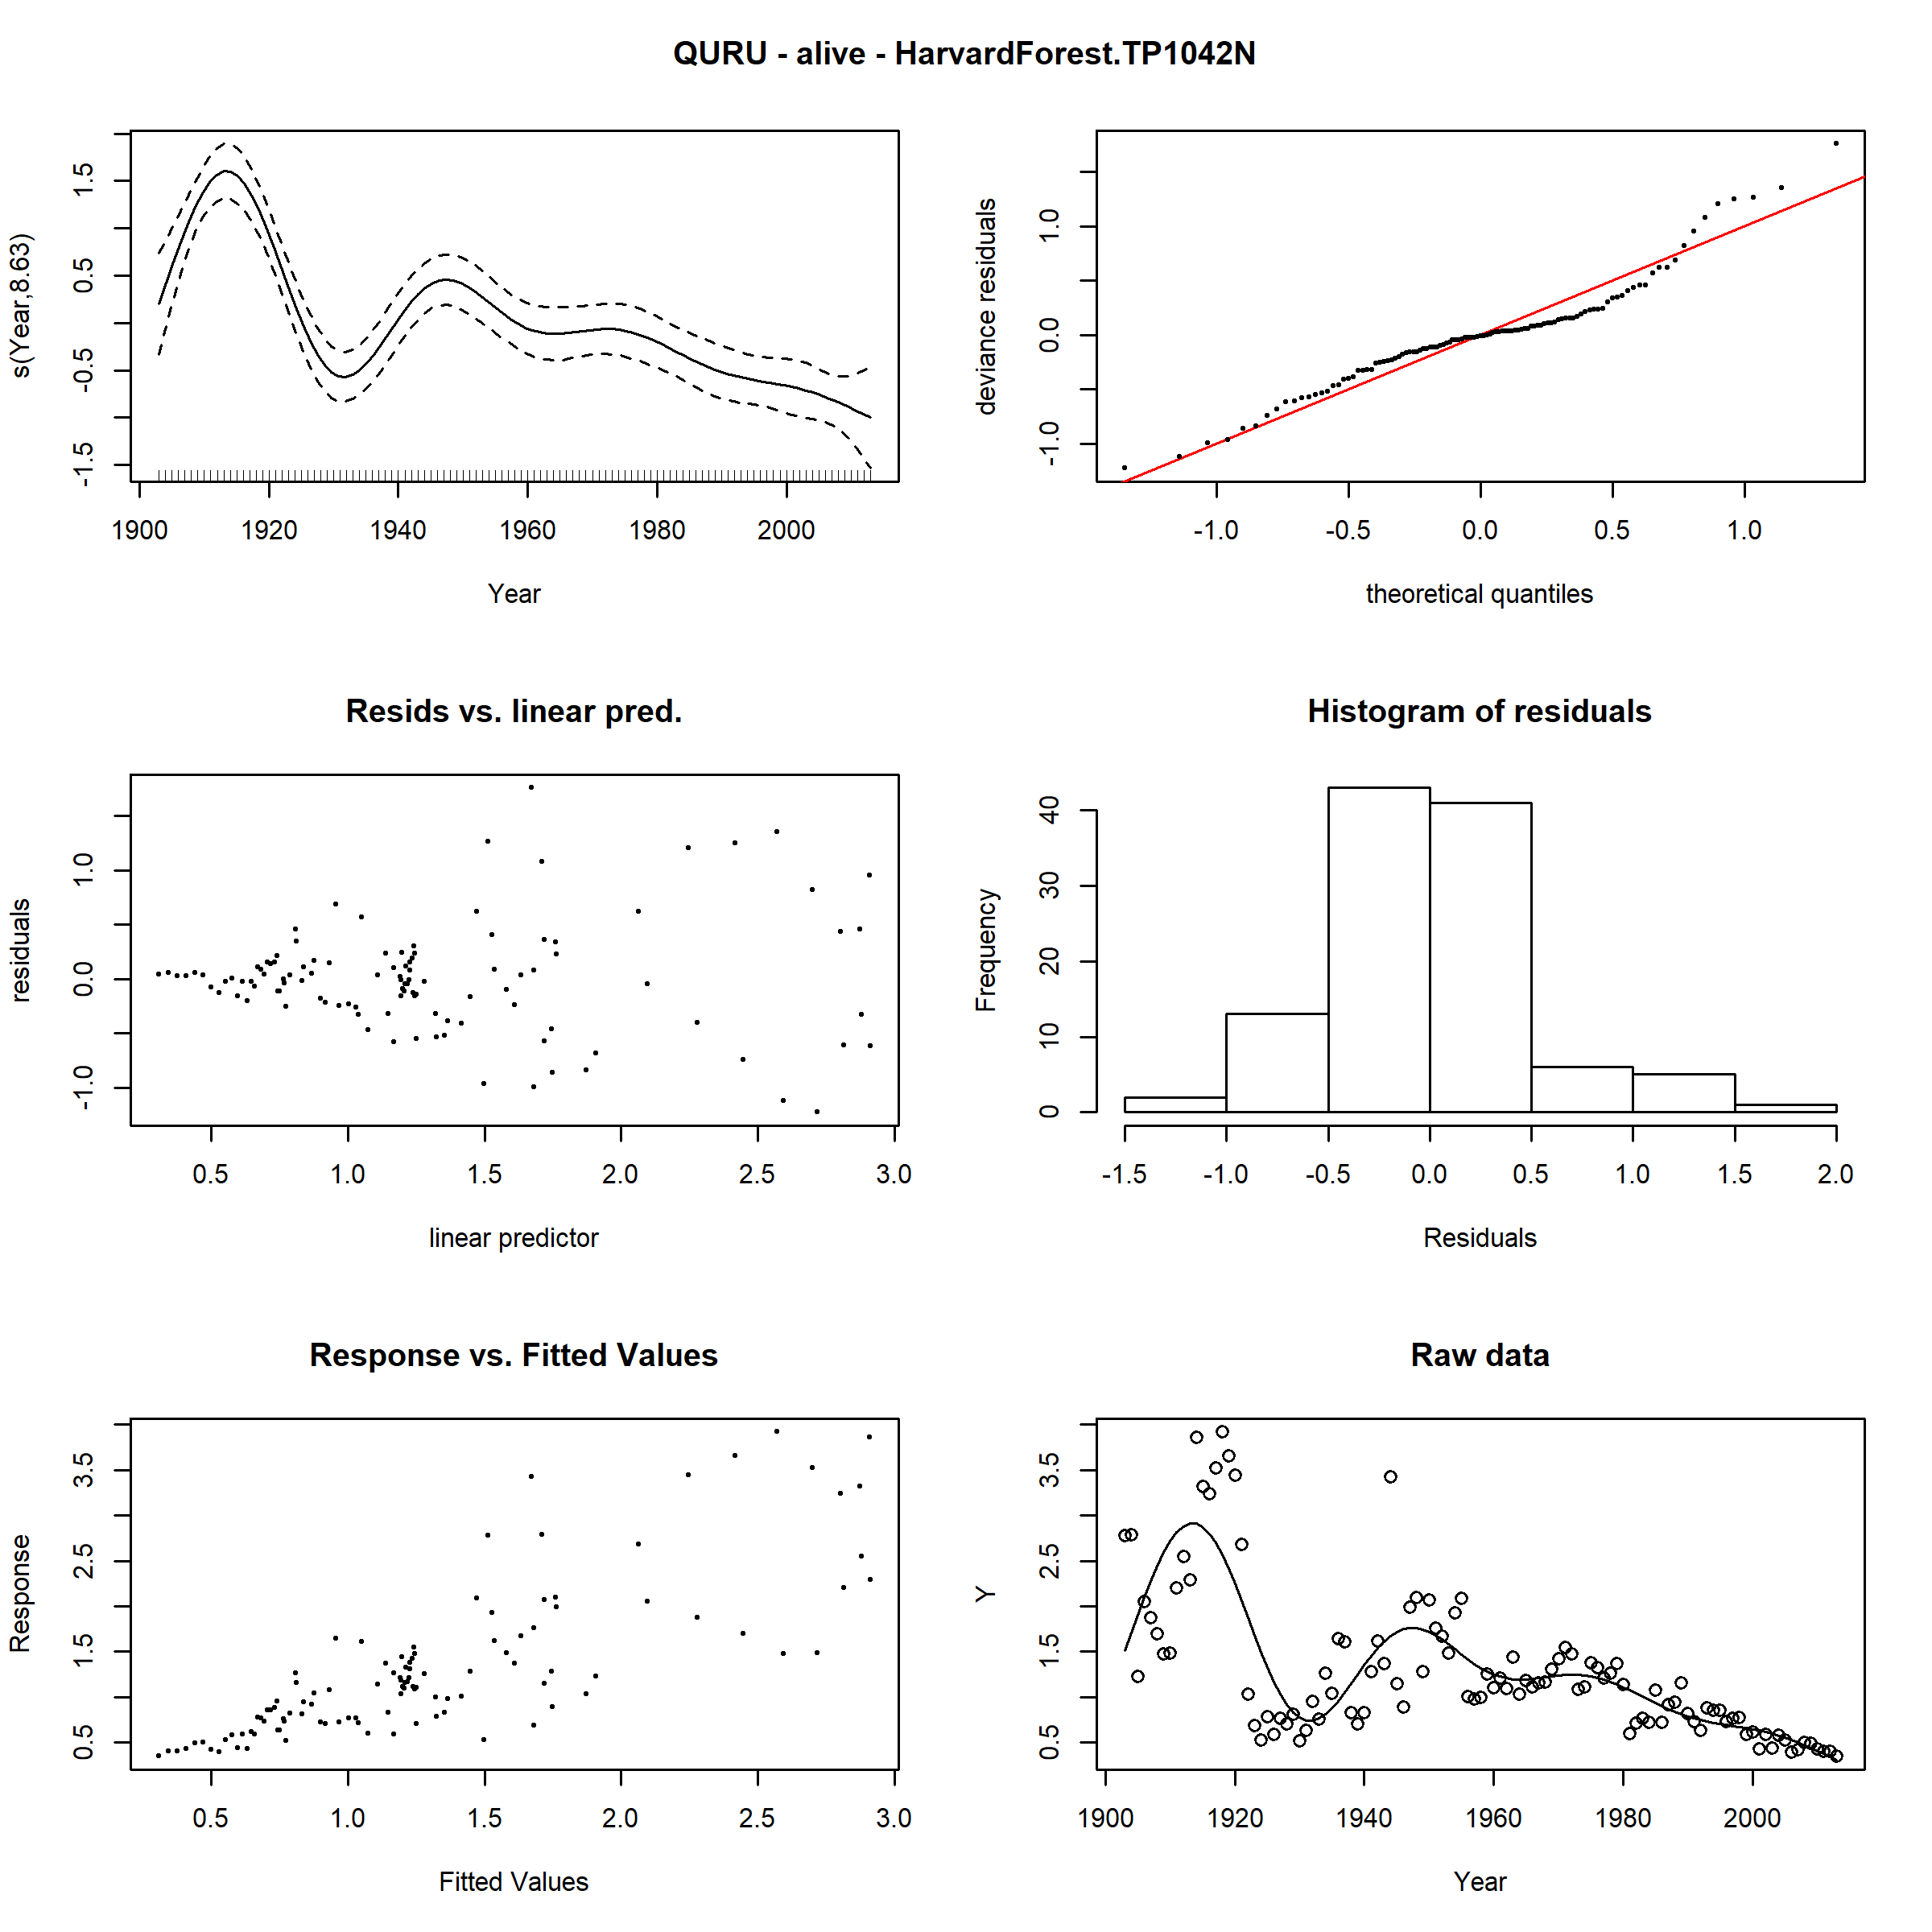 QURU - alive - HarvardForest.TP1042N
s(Year,8.63)
-1.5 -0.5 0.5 1.5
1900 1920 1940 1960 1980 2000
Year
deviance residuals
-1.0 0.0 1.0
-1.0 -0.5 0.0 0.5 1.0
theoretical quantiles
Resids vs. linear pred.
residuals
-1.0 0.0 1.0
0.5 1.0 1.5 2.0 2.5 3.0
linear predictor
Histogram of residuals
Frequency
0 10 20 30 40
-1.5 -1.0 -0.5 0.0 0.5 1.0 1.5 2.0
Residuals
Response vs. Fitted Values
Response
0.5 1.5 2.5 3.5
0.5 1.0 1.5 2.0 2.5 3.0
Fitted Values
Raw data
Y
0.5 1.5 2.5 3.5
1900 1920 1940 1960 1980 2000
Year